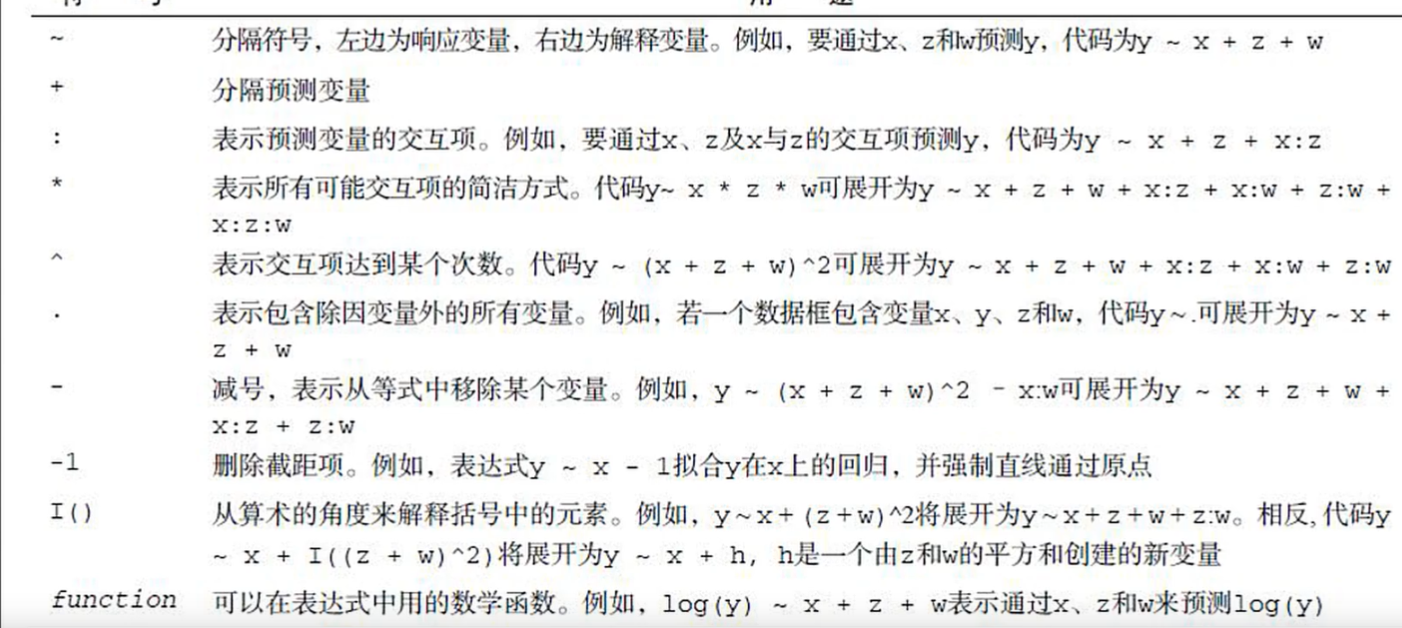 符 号 用 途
~ 分隔符号，左边为响应变量，右边为解释变量。例如，要通过x、z和w预测y，代码为y ~ x + z + w
+ 分隔预测变量
: 表示预测变量的交互项。例如，要通过x、z及x与z的交互项预测y，代码为y ~ x + z + x:z
* 表示所有可能交互项的简洁方式。代码y~ x * z * w可展开为y ~ x + z + w + x:z + x:w + z:w +
x:z:w
^ 表示交互项达到某个次数。代码y ~ (x + z + w)^2可展开为y ~ x + z + w + x:z + x:w + z:w
. 表示包含除因变量外的所有变量。例如，若一个数据框包含变量x、y、z和w，代码y~.可展开为y ~ x +
z + w
- 减号，表示从等式中移除某个变量。例如，y ~ (x + z + w)^2 - x:w可展开为y ~ x + z + w +
x:z + z:w
-1 删除截距项。例如，表达式y ~ x - 1拟合y在x上的回归，并强制直线通过原点
I() 从算术的角度来解释括号中的元素。例如，y~x+(z+w)^2将展开为y~x+z+w+z:w。相反，代码y
~ x + I((z + w)^2)将展开为y ~ x + h，h是一个由z和w的平方和创建的新变量
function 可以在表达式中用的数学函数。例如，log(y) ~ x + z + w表示通过x、z和w来预测log(y)